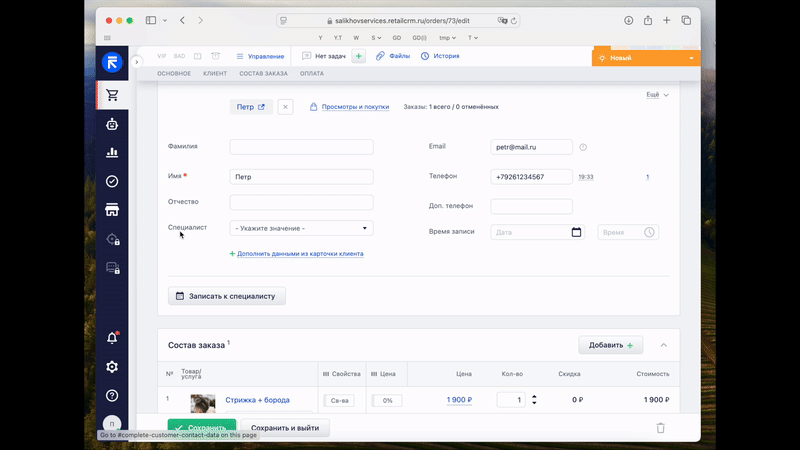 salikhovservices.retailcrm.ru/orders/73/edit
Y Y.T W S GD GD tmp T
VIP BAD Управление Нет задач + Файлы История Новый
ОСНОВНОЕ КЛИЕНТ СОСТАВ ЗАКАЗА ОПЛАТА
Ещё
Петр Просмотры и покупки Заказы: 1 всего / 0 отменённых
Фамилия Email petr@mail.ru
Имя Петр Телефон +79261234567 19:33 1
Отчество Доп. телефон
Специалист - Укажите значение - Время записи Дата Время
+ Дополнить данными из карточки клиента
Записать к специалисту
Состав заказа 1 Добавить +
№ Товар/услуга Свойства Цена Цена Кол-во Скидка Стоимость
1 Стрижка + борода Св-ва 0% 1 900 ₽ 1 0 ₽ 1 900 ₽
Сохранить Сохранить и выйти
П
Go to #complete-customer-contact-data on this page